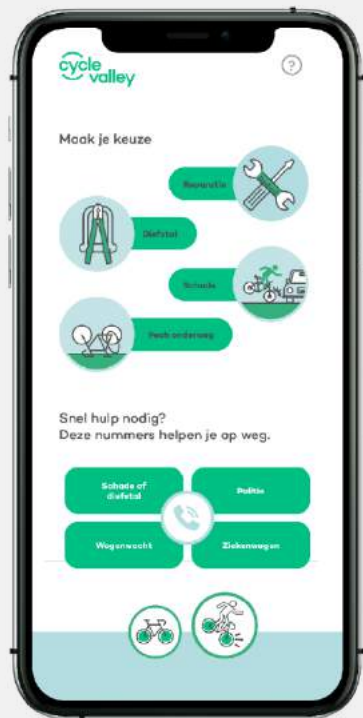 cycle
valley
?
Maak je keuze
Reparatie
Diefstal
Schade
Pech onderweg
Snel hulp nodig?
Deze nummers helpen je op weg.
Schade of
diefstal
Politie
Wegenwacht
Ziekenwagen